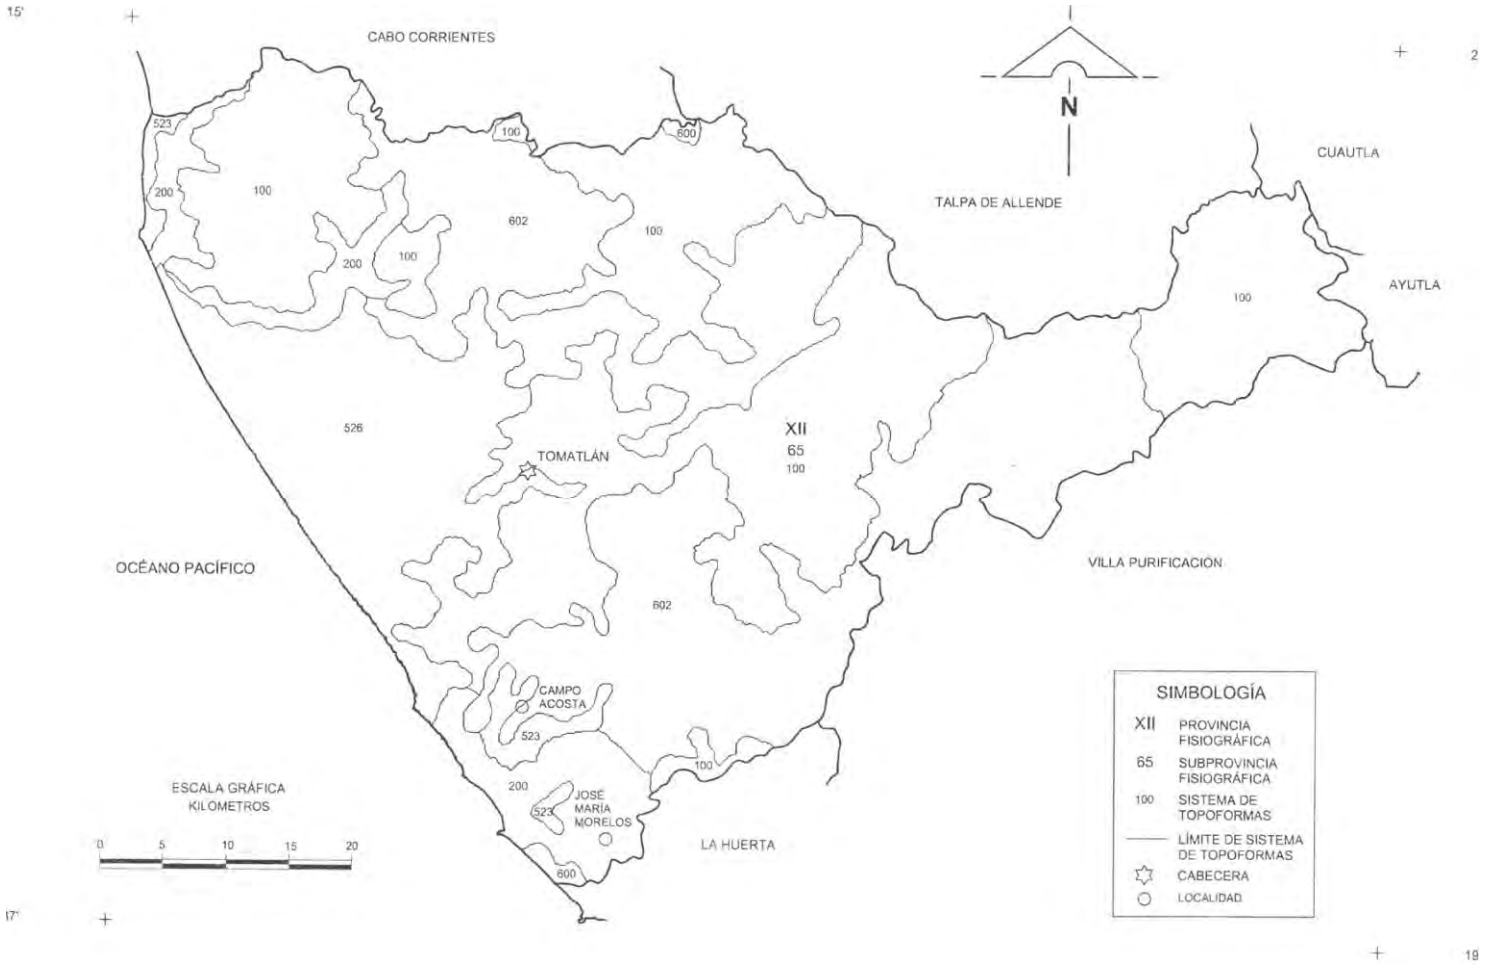 15'
CABO CORRIENTES
2
N
523
100
600
CUAUTLA
200
100
TALPA DE ALLENDE
602
100
200
100
100
AYUTLA
526
XII
65
100
TOMATLÁN
OCÉANO PACÍFICO
VILLA PURIFICACIÓN
602
CAMPO
ACOSTA
523
100
200
JOSÉ
MARÍA
MORELOS
523
600
LA HUERTA
ESCALA GRÁFICA
KILOMETROS
0 5 10 15 20
SIMBOLOGÍA
XII PROVINCIA
FISIOGRÁFICA
65 SUBPROVINCIA
FISIOGRÁFICA
100 SISTEMA DE
TOPOFORMAS
LÍMITE DE SISTEMA
DE TOPOFORMAS
CABECERA
LOCALIDAD
19